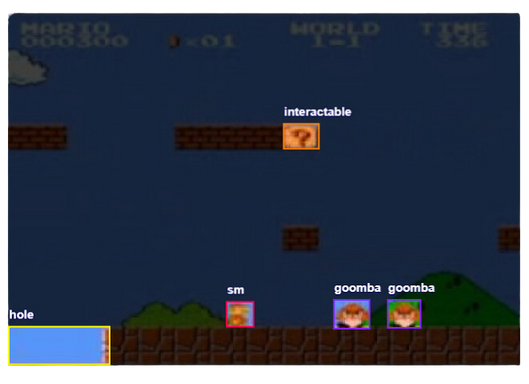 MARIO WORLD TIME
000300 ×01 1-1 336
interactable
sm
goomba goomba
hole
?